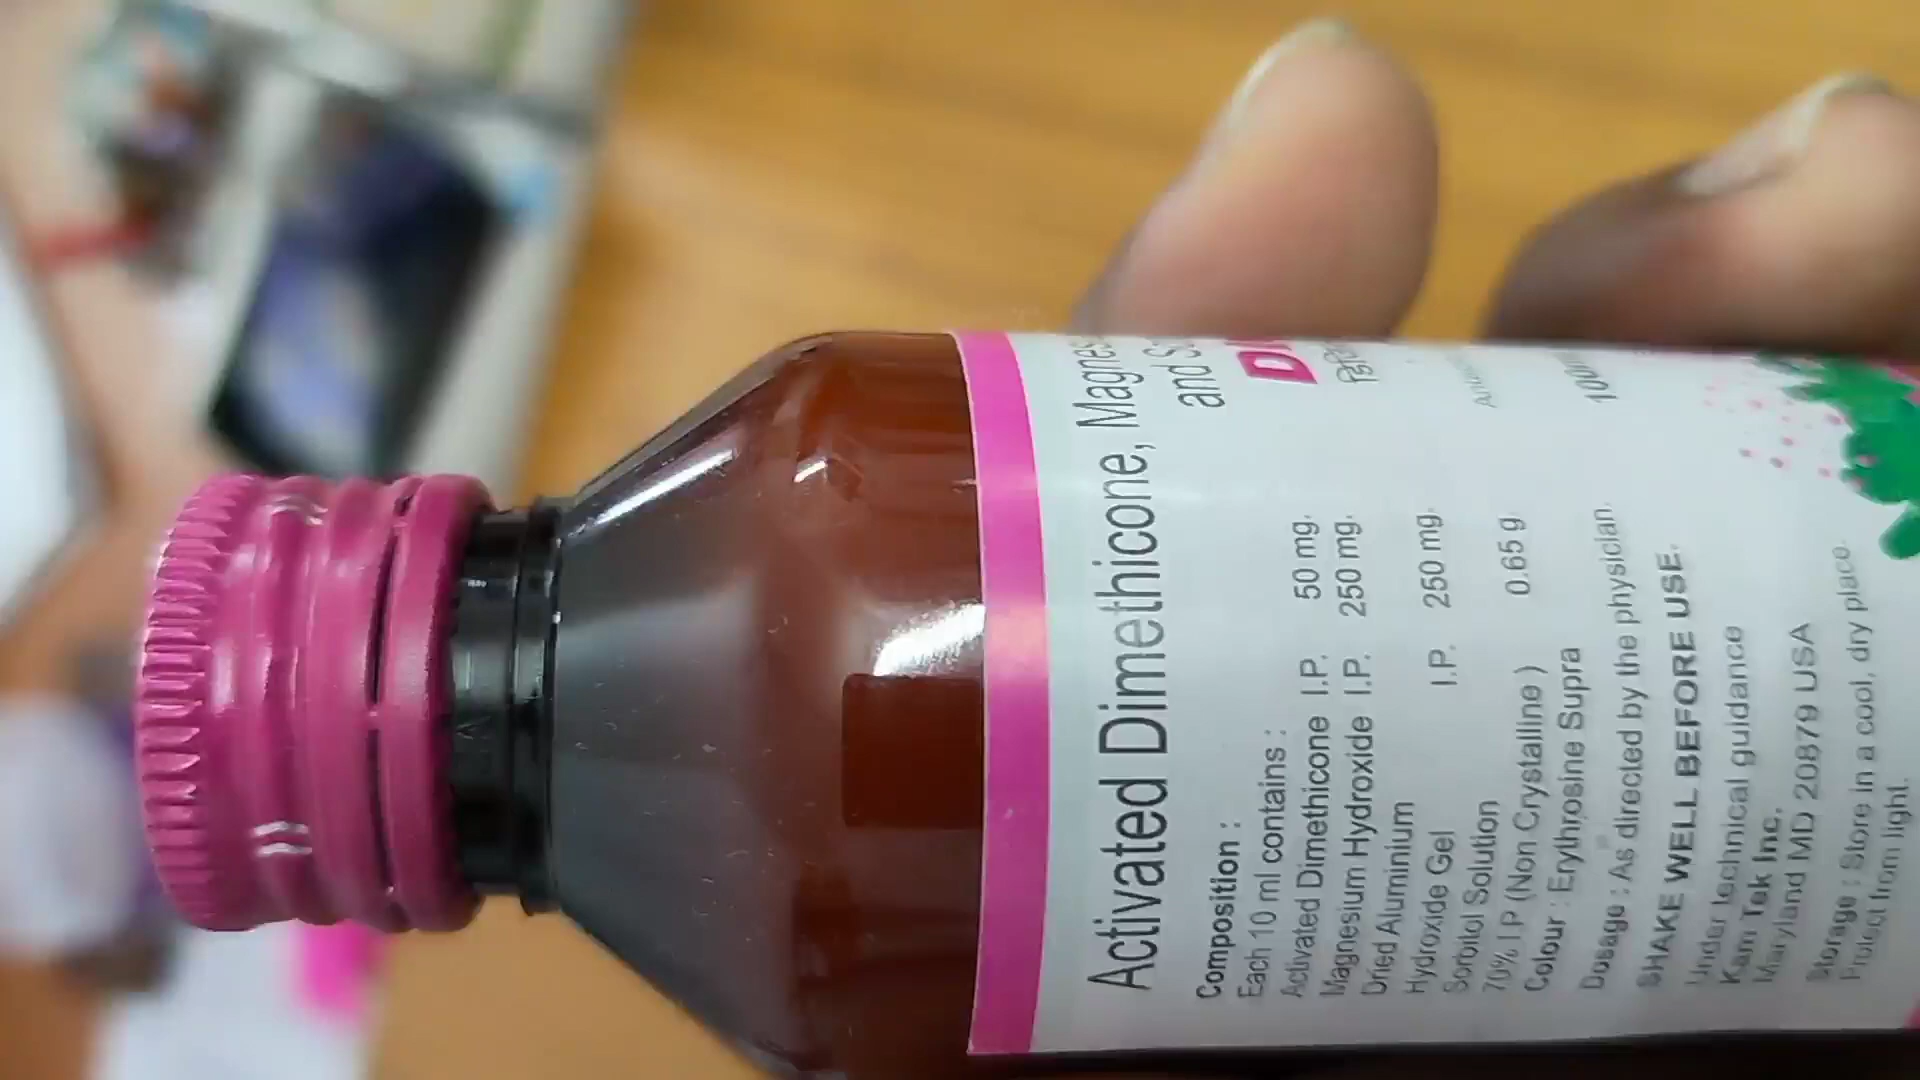 Activated Dimethicone,
and
Composition :
Each 10 ml contains :
Activated Dimethicone I.P. 50 mg.
Magnesium Hydroxide I.P. 250 mg.
Dried Aluminium
Hydroxide Gel I.P. 250 mg.
Sorbitol Solution
70% I.P (Non Crystalline ) 0.65 g.
Colour : Erythrosine Supra
Dosage : As directed by the physician.
SHAKE WELL BEFORE USE.
Under technical guidance
Kam Tek Inc.
Maryland MD 20879 USA
Storage : Store in a cool, dry place.
Protect from light.